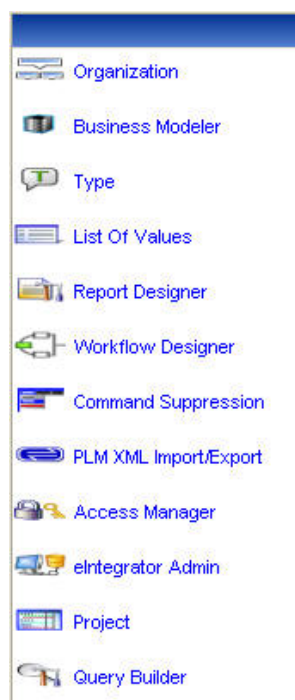 Organization
Business Modeler
Type
List Of Values
Report Designer
Workflow Designer
Command Suppression
PLM XML Import/Export
Access Manager
eIntegrator Admin
Project
Query Builder